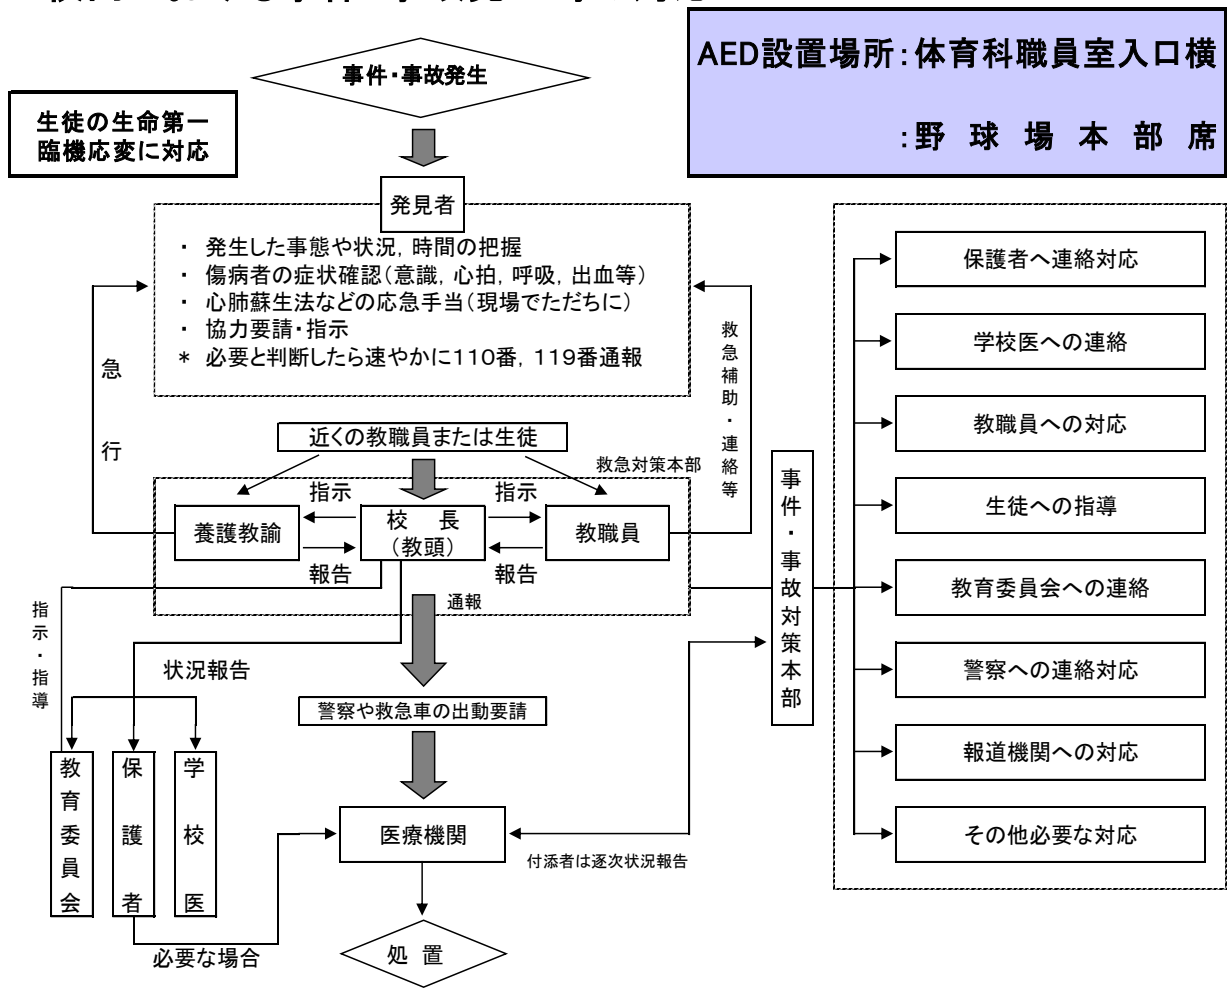 AED設置場所：体育科職員室入口横
：野球場本部席
事件・事故発生
生徒の生命第一
臨機応変に対応
発見者
・ 発生した事態や状況，時間の把握
・ 傷病者の症状確認（意識，心拍，呼吸，出血等）
・ 心肺蘇生法などの応急手当（現場でただちに）
・ 協力要請・指示
＊ 必要と判断したら速やかに１１０番，１１９番通報
急行
救急補助・連絡等
近くの教職員または生徒
救急対策本部
指示
指示
養護教諭
校長
（教頭）
教職員
報告
報告
通報
指示・指導
状況報告
警察や救急車の出動要請
教育委員会
保護者
学校医
医療機関
付添者は逐次状況報告
必要な場合
処置
事件・事故対策本部
保護者へ連絡対応
学校医への連絡
教職員への対応
生徒への指導
教育委員会への連絡
警察への連絡対応
報道機関への対応
その他必要な対応